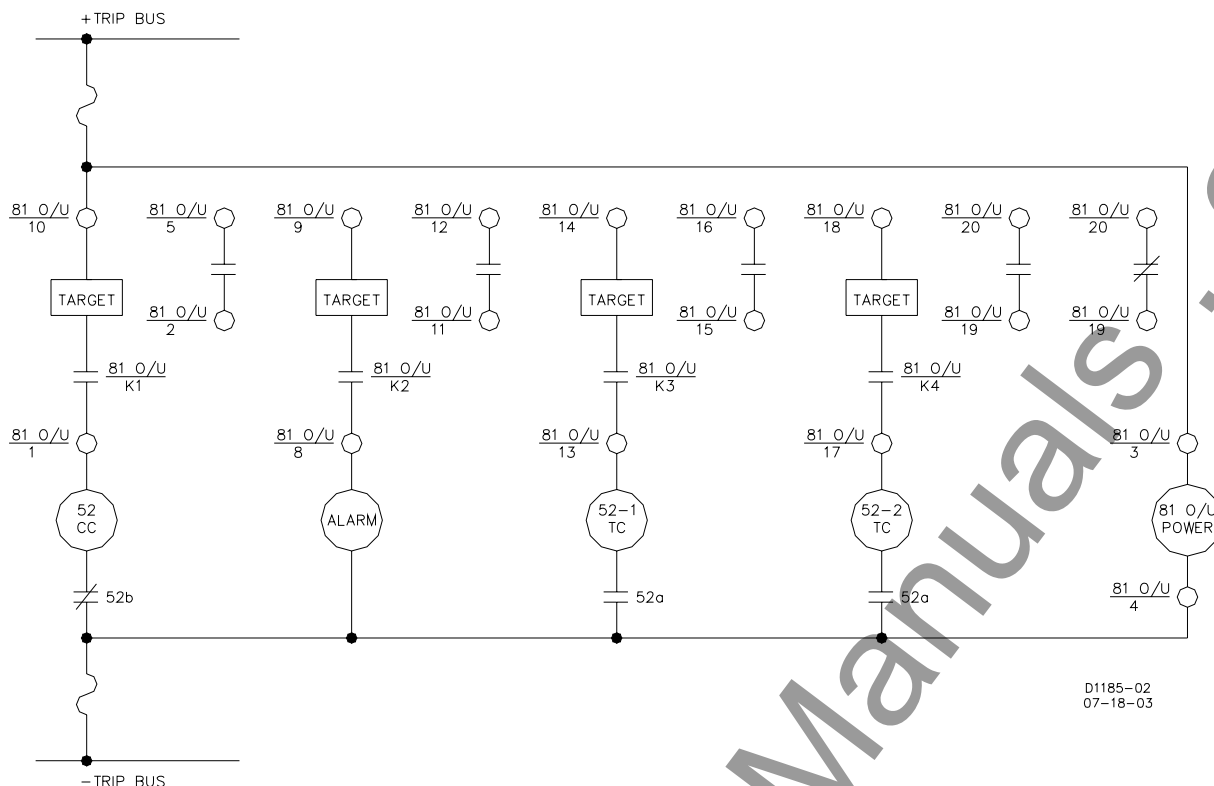 +TRIP BUS
81 O/U 81 O/U 81 O/U 81 O/U 81 O/U 81 O/U 81 O/U 81 O/U 81 O/U
10 5 9 12 14 16 18 20 20
TARGET TARGET TARGET TARGET
81 O/U 81 O/U 81 O/U 81 O/U 81 O/U
2 11 15 19 19
81 O/U 81 O/U 81 O/U 81 O/U
K1 K2 K3 K4
81 O/U 81 O/U 81 O/U 81 O/U 81 O/U
1 8 13 17 3
52 CC
ALARM
52-1 TC
52-2 TC
81 O/U POWER
52b 52a 52a
81 O/U
4
D1185-02
07-18-03
-TRIP BUS
Manuals